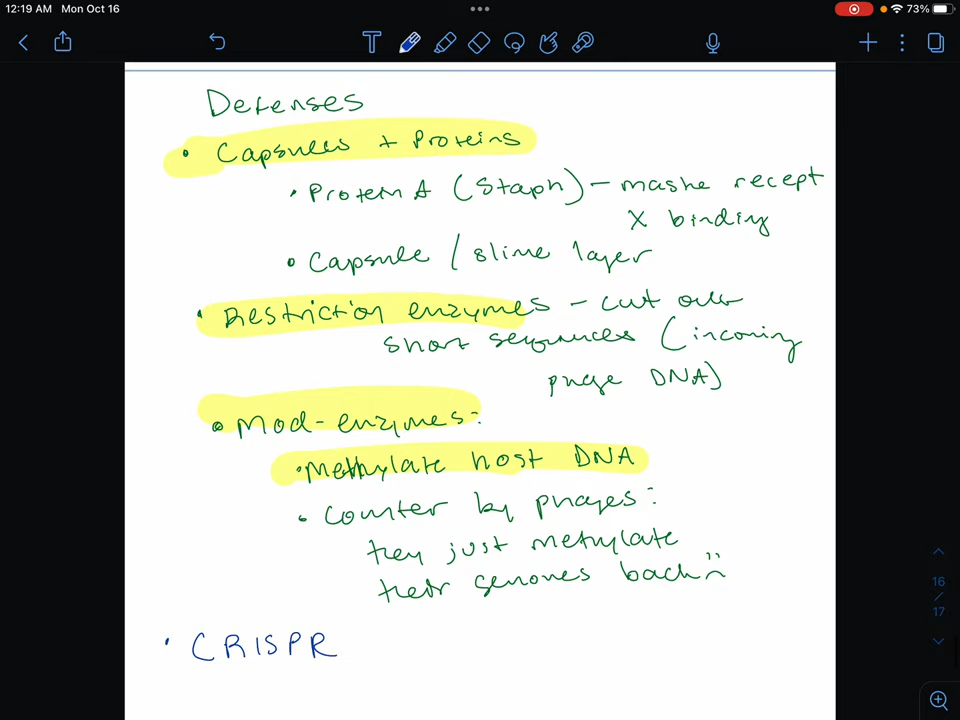 12:19 AM Mon Oct 16
73%
Defenses
• Capsules + Proteins
• Protein A (Staph) – maske recept
X binding
• Capsule / slime layer
• Restriction enzymes – cut over
short sequences (incoming
phage DNA)
• Mod-enzymes:
• Methylate host DNA
• Counter by phages:
they just methylate
their genomes back
• CRISPR
16
/
17